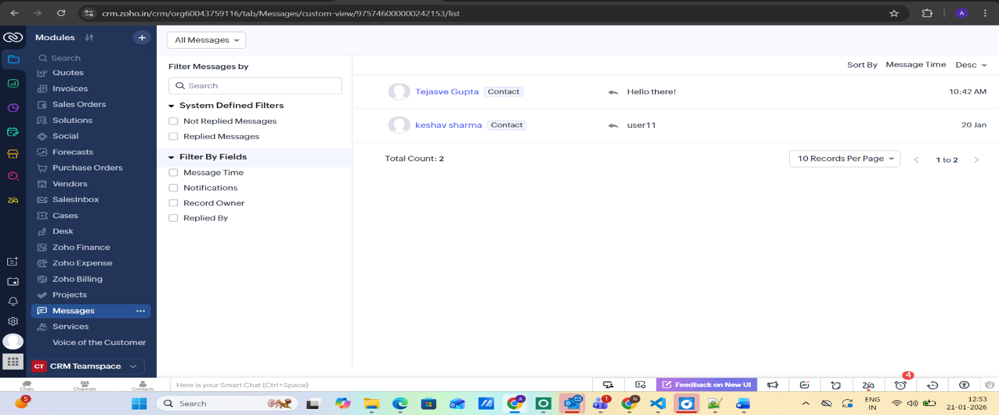 crm.zoho.in/crm/org60043759116/tab/Messages/custom-view/975746000000242153/list
A
Modules
Search
Quotes
Invoices
Sales Orders
Solutions
Social
Forecasts
Purchase Orders
Vendors
SalesInbox
Cases
Desk
Zoho Finance
Zoho Expense
Zoho Billing
Projects
Messages
Services
Voice of the Customer
CT CRM Teamspace
All Messages
Filter Messages by
Search
System Defined Filters
Not Replied Messages
Replied Messages
Filter By Fields
Message Time
Notifications
Record Owner
Replied By
Sort By Message Time Desc
Tejasve Gupta Contact Hello there! 10:42 AM
keshav sharma Contact user11 20 Jan
Total Count: 2 10 Records Per Page 1 to 2
Chats Channels Contacts Here is your Smart Chat (Ctrl+Space) Feedback on New UI 4
5 Search A 1 N ENG 12:53
IN 21-01-2026